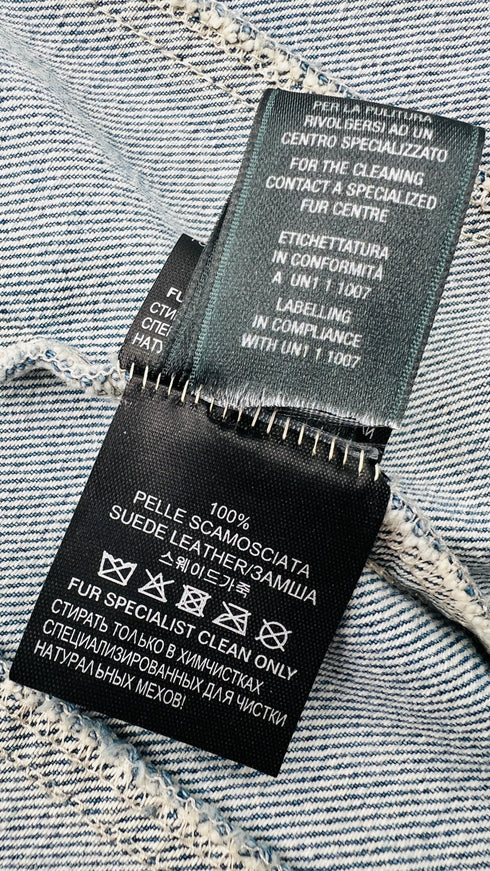 PER LA PULITURA
RIVOLGERSI AD UN
CENTRO SPECIALIZZATO
FOR THE CLEANING
CONTACT A SPECIALIZED
FUR CENTRE
ETICHETTATURA
IN CONFORMITÀ
A UN1 1 1007
LABELLING
IN COMPLIANCE
WITH UN1 1 1007
100%
PELLE SCAMOSCIATA
SUEDE LEATHER/ЗАМША
스웨이드가죽
FUR SPECIALIST CLEAN ONLY
СТИРАТЬ ТОЛЬКО В ХИМЧИСТКАХ
СПЕЦИАЛИЗИРОВАННЫХ ДЛЯ ЧИСТКИ
НАТУРАЛЬНЫХ МЕХОВ!